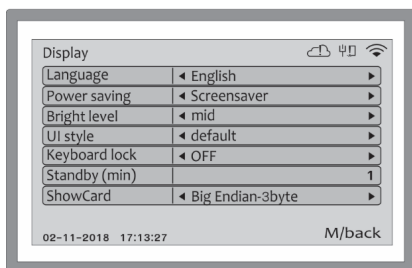 Display
Language English
Power saving Screensaver
Bright level mid
UI style default
Keyboard lock OFF
Standby (min) 1
ShowCard Big Endian-3byte
02-11-2018 17:13:27 M/back